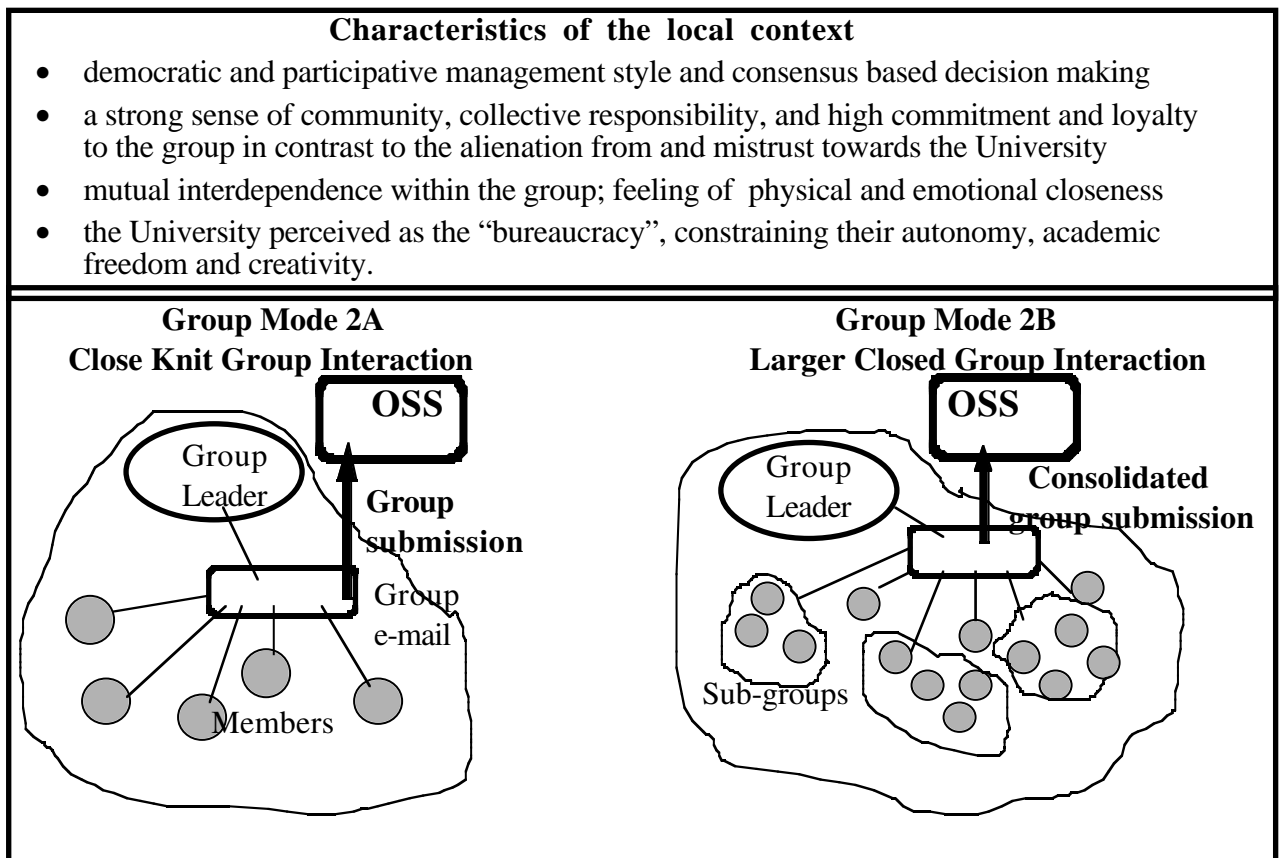 Characteristics of the local context
• democratic and participative management style and consensus based decision making
• a strong sense of community, collective responsibility, and high commitment and loyalty
to the group in contrast to the alienation from and mistrust towards the University
• mutual interdependence within the group; feeling of physical and emotional closeness
• the University perceived as the “bureaucracy”, constraining their autonomy, academic
freedom and creativity.
Group Mode 2A
Close Knit Group Interaction
OSS
Group
Leader
Group
submission
Group
e-mail
Members
Group Mode 2B
Larger Closed Group Interaction
OSS
Group
Leader
Consolidated
group submission
Sub-groups